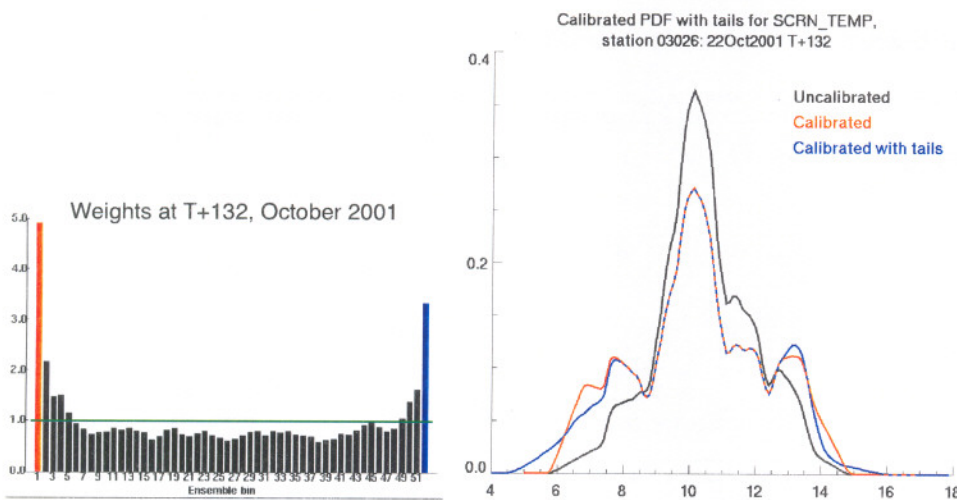 Calibrated PDF with tails for SCRN_TEMP,
station 03026: 22Oct2001 T+132
0.4
Uncalibrated
Calibrated
0.3
Calibrated with tails
Weights at T+132, October 2001
5.0
4.0
3.0
2.0
1.0
0.0
1 3 5 7 9 11 13 15 17 19 21 23 25 27 29 31 33 35 37 39 41 43 45 47 49 51
Ensemble bin
0.2
0.0
4 6 8 10 12 14 16 18